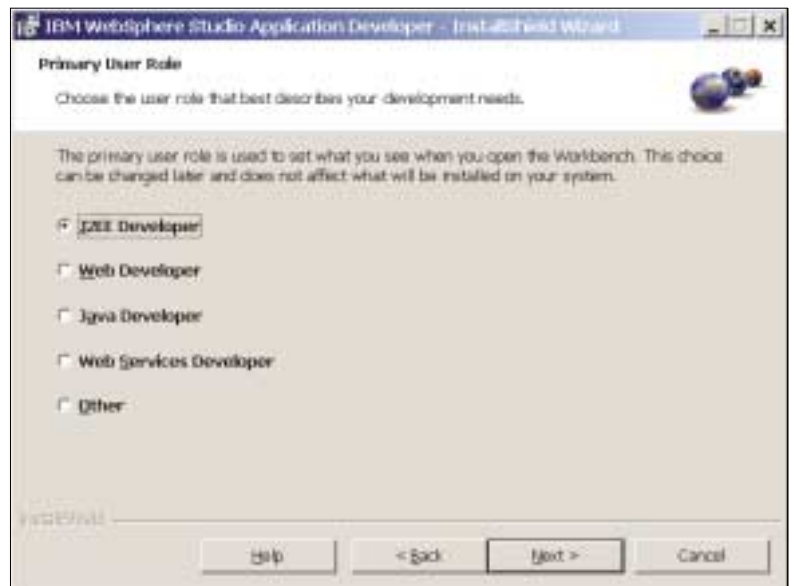 IBM WebSphere Studio Application Developer - InstallShield Wizard
Primary User Role
Choose the user role that best describes your development needs.
The primary user role is used to set what you see when you open the Workbench. This choice
can be changed later and does not affect what will be installed on your system.
J2EE Developer
Web Developer
Java Developer
Web Services Developer
Other
InstallShield
Help
< Back
Next >
Cancel